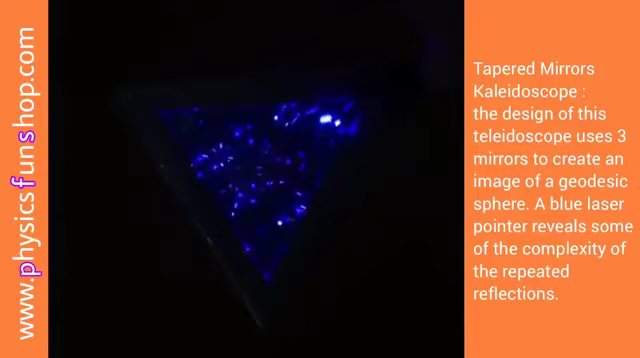 www.physicsfunshop.com
Tapered Mirrors
Kaleidoscope :
the design of this
teleidoscope uses 3
mirrors to create an
image of a geodesic
sphere. A blue laser
pointer reveals some
of the complexity of
the repeated
reflections.